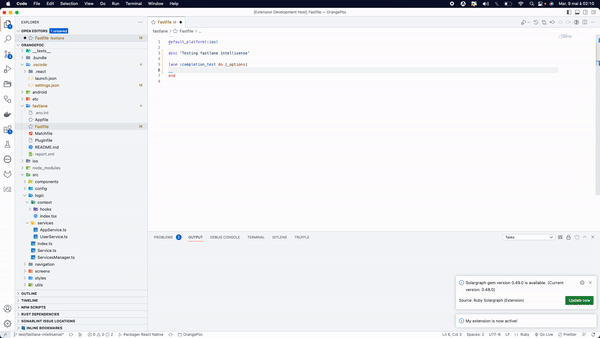 Code File Edit Selection View Go Run Terminal Window Help
Mar. 9 mai à 02:10
[Extension Development Host] Fastfile — OrangePoc
EXPLORER
OPEN EDITORS 1 unsaved
Fastfile fastlane
ORANGEPOC
__tests__
.bundle
.vscode
.react
launch.json
settings.json
android
etc
fastlane
.env.int
Appfile
Fastfile
Matchfile
Pluginfile
README.md
report.xml
ios
node_modules
src
components
config
logic
context
hooks
index.tsx
services
AppService.ts
UserService.ts
index.ts
Service.ts
ServicesManager.ts
navigation
screens
styles
utils
OUTLINE
TIMELINE
NPM SCRIPTS
RUST DEPENDENCIES
SONARLINT ISSUE LOCATIONS
INLINE BOOKMARKS
Fastfile M
fastlane > Fastfile > ...
1 default_platform(:ios)
2
3 desc 'Testing fastlane intellisense'
4
5 lane :completion_test do |_options|
6
7 end
8
PROBLEMS OUTPUT DEBUG CONSOLE TERMINAL GITLENS TRUFFLE
Tasks
Solargraph gem version 0.49.0 is available. (Current version: 0.48.0)
Source: Ruby Solargraph (Extension)
Update now
My extension is now active!
test/fastlane-intellisense*
0 0 2
Packager React Native
OrangePoc
Ln 6, Col 3 Spaces: 2 UTF-8 LF Ruby Go Live Prettier